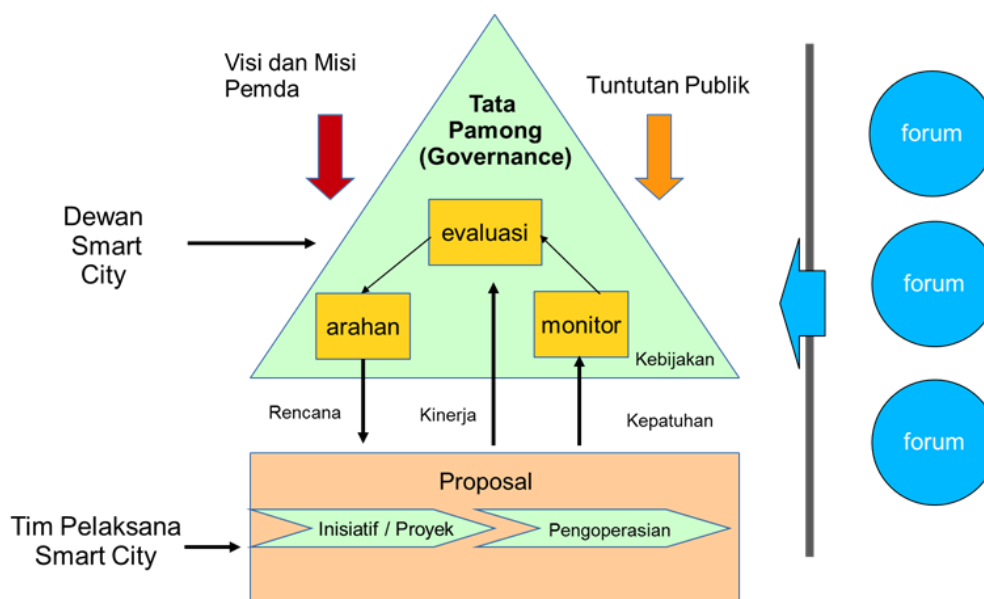 Visi dan Misi
Pemda
Tuntutan Publik
Tata
Pamong
(Governance)
forum
Dewan
Smart
City
evaluasi
forum
arahan
monitor
Kebijakan
Rencana
Kinerja
Kepatuhan
forum
Proposal
Tim Pelaksana
Smart City
Inisiatif / Proyek
Pengoperasian